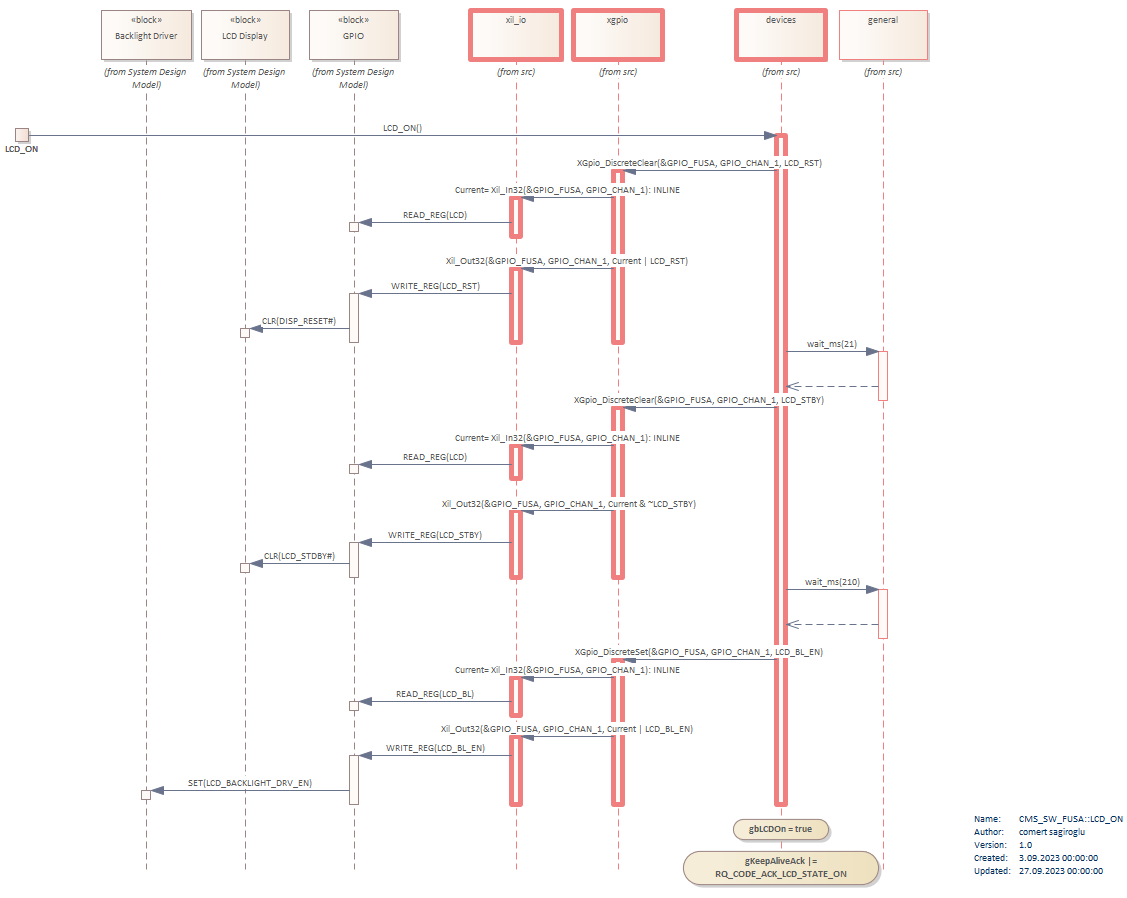 «block»
Backlight Driver
«block»
LCD Display
«block»
GPIO
xil_io
xgpio
devices
general
(from System Design
Model)
(from System Design
Model)
(from System Design
Model)
(from src)
(from src)
(from src)
(from src)
LCD_ON
LCD_ON()
XGpio_DiscreteClear(&GPIO_FUSA, GPIO_CHAN_1, LCD_RST)
Current= Xil_In32(&GPIO_FUSA, GPIO_CHAN_1): INLINE
READ_REG(LCD)
Xil_Out32(&GPIO_FUSA, GPIO_CHAN_1, Current | LCD_RST)
WRITE_REG(LCD_RST)
CLR(DISP_RESET#)
wait_ms(21)
XGpio_DiscreteClear(&GPIO_FUSA, GPIO_CHAN_1, LCD_STBY)
Current= Xil_In32(&GPIO_FUSA, GPIO_CHAN_1): INLINE
READ_REG(LCD)
Xil_Out32(&GPIO_FUSA, GPIO_CHAN_1, Current & ~LCD_STBY)
WRITE_REG(LCD_STBY)
CLR(LCD_STDBY#)
wait_ms(210)
XGpio_DiscreteSet(&GPIO_FUSA, GPIO_CHAN_1, LCD_BL_EN)
Current= Xil_In32(&GPIO_FUSA, GPIO_CHAN_1): INLINE
READ_REG(LCD_BL)
Xil_Out32(&GPIO_FUSA, GPIO_CHAN_1, Current | LCD_BL_EN)
WRITE_REG(LCD_BL_EN)
SET(LCD_BACKLIGHT_DRV_EN)
gbLCDOn = true
gKeepAliveAck |=
RQ_CODE_ACK_LCD_STATE_ON
Name: CMS_SW_FUSA::LCD_ON
Author: comert sagiroglu
Version: 1.0
Created: 3.09.2023 00:00:00
Updated: 27.09.2023 00:00:00